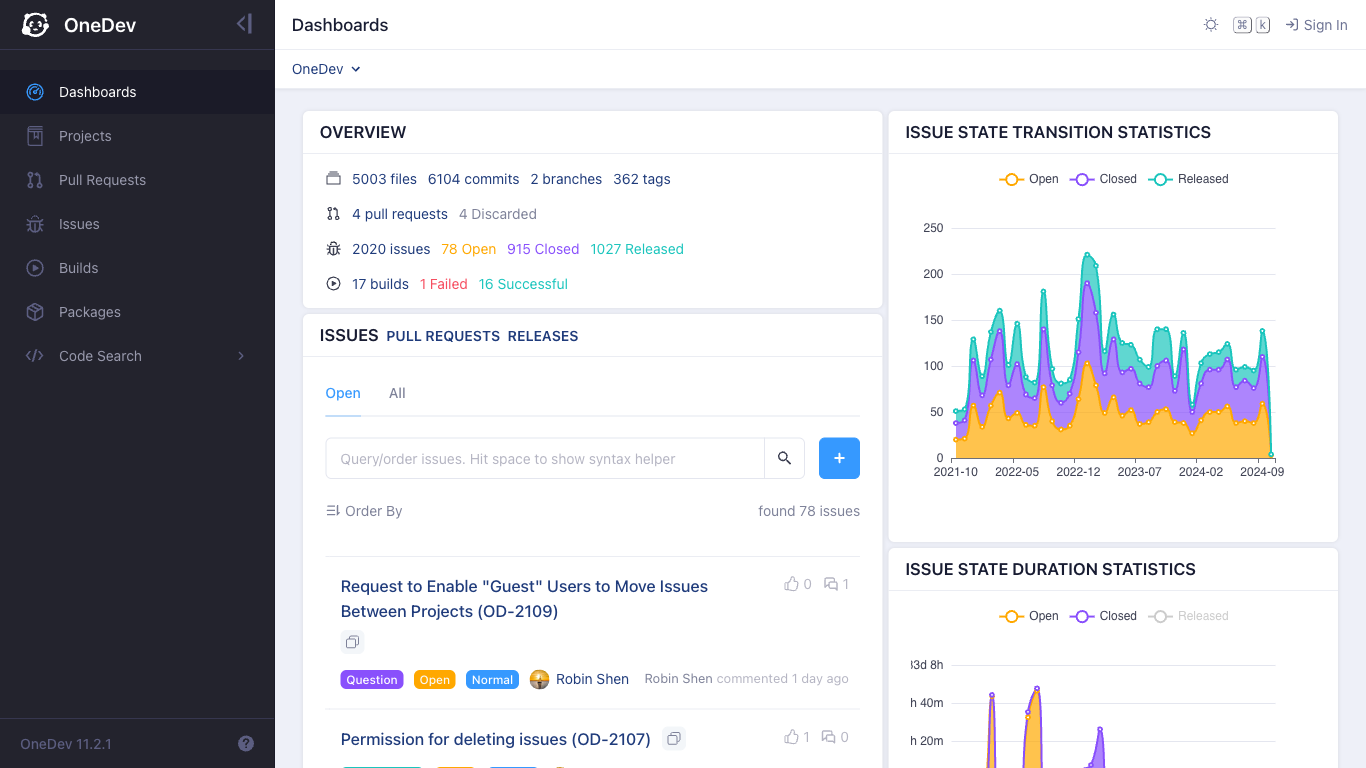 OneDev
Dashboards
Projects
Pull Requests
Issues
Builds
Packages
Code Search
OneDev 11.2.1
Dashboards
⌘ k Sign In
OneDev
OVERVIEW
5003 files 6104 commits 2 branches 362 tags
4 pull requests 4 Discarded
2020 issues 78 Open 915 Closed 1027 Released
17 builds 1 Failed 16 Successful
ISSUES PULL REQUESTS RELEASES
Open All
Query/order issues. Hit space to show syntax helper
Order By found 78 issues
Request to Enable "Guest" Users to Move Issues
Between Projects (OD-2109)
0 1
Question Open Normal Robin Shen Robin Shen commented 1 day ago
Permission for deleting issues (OD-2107) 1 0
ISSUE STATE TRANSITION STATISTICS
Open Closed Released
250
200
150
100
50
0
2021-10 2022-05 2022-12 2023-07 2024-02 2024-09
ISSUE STATE DURATION STATISTICS
Open Closed Released
3d 8h
h 40m
h 20m